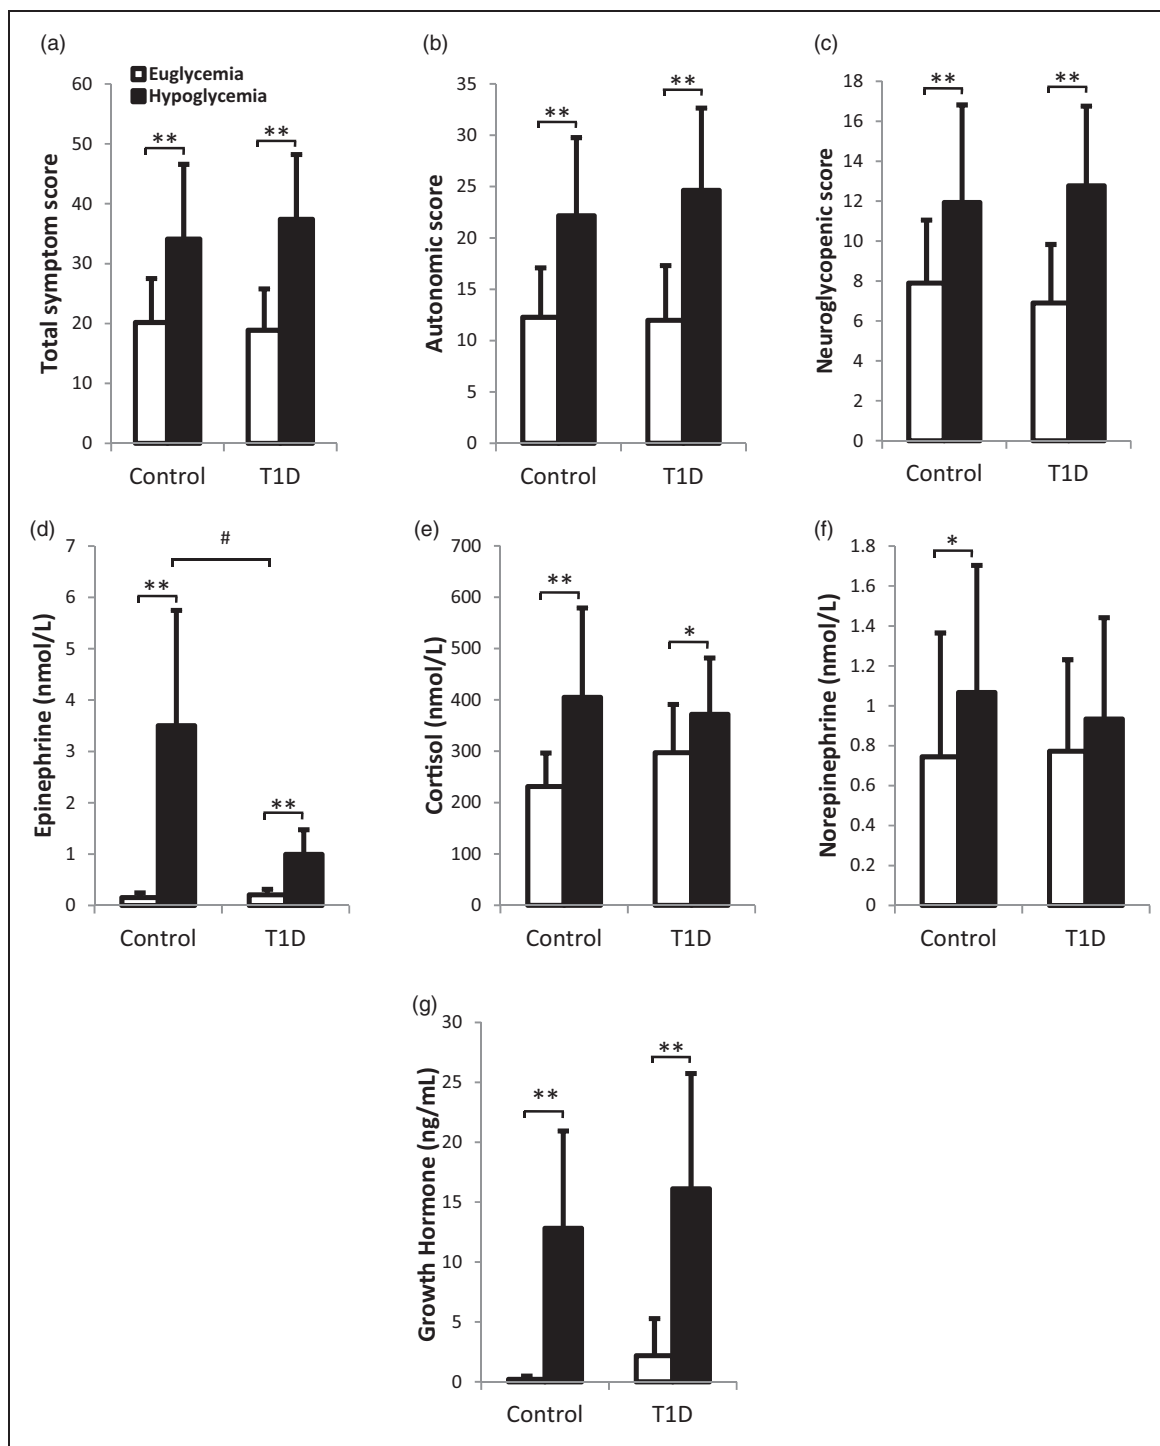 (a)
Euglycemia
Hypoglycemia
60
50
40
30
20
10
0
Total symptom score
**
**
Control
T1D
(b)
40
35
30
25
20
15
10
5
0
Autonomic score
**
**
Control
T1D
(c)
18
16
14
12
10
8
6
4
2
0
Neuroglycopenic score
**
**
Control
T1D
(d)
7
6
5
4
3
2
1
0
Epinephrine (nmol/L)
#
**
**
Control
T1D
(e)
700
600
500
400
300
200
100
0
Cortisol (nmol/L)
**
*
Control
T1D
(f)
1.8
1.6
1.4
1.2
1
0.8
0.6
0.4
0.2
0
Norepinephrine (nmol/L)
*
Control
T1D
(g)
30
25
20
15
10
5
0
Growth Hormone (ng/mL)
**
**
Control
T1D